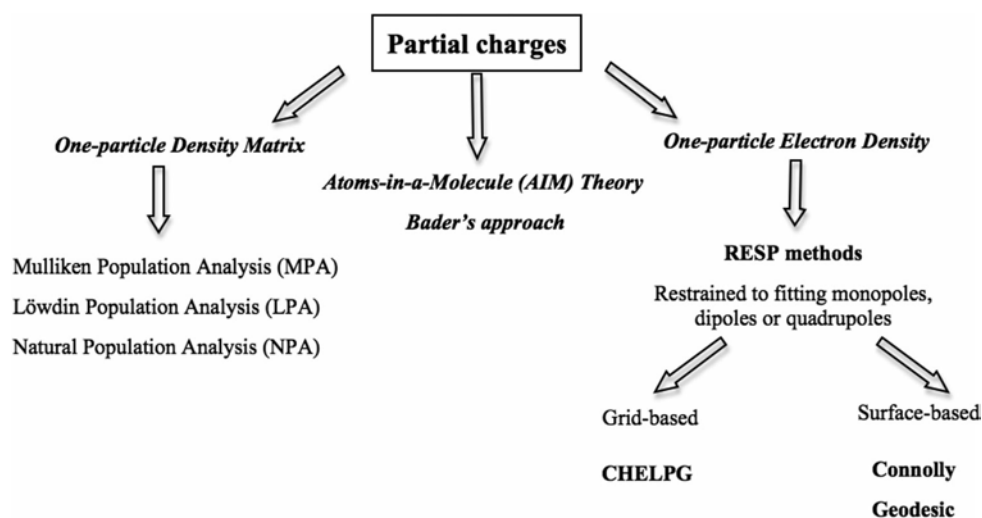 Partial charges
One-particle Density Matrix
Atoms-in-a-Molecule (AIM) Theory
Bader's approach
One-particle Electron Density
Mulliken Population Analysis (MPA)
Löwdin Population Analysis (LPA)
Natural Population Analysis (NPA)
RESP methods
Restrained to fitting monopoles,
dipoles or quadrupoles
Grid-based
CHELPG
Surface-based
Connolly
Geodesic